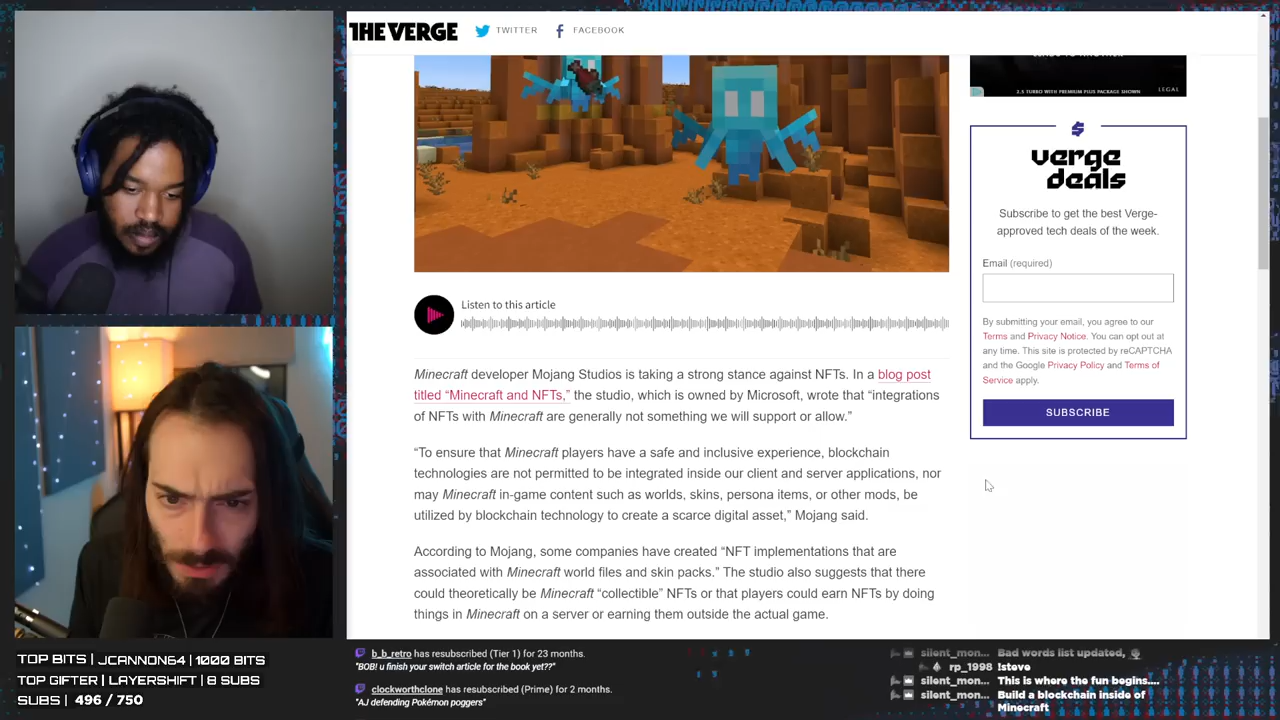 THE VERGE
TWITTER
FACEBOOK
2.5 TURBO WITH PREMIUM PLUS PACKAGE SHOWN
LEGAL
verge
deals
Subscribe to get the best Verge-
approved tech deals of the week.
Email (required)
By submitting your email, you agree to our
Terms and Privacy Notice. You can opt out at
any time. This site is protected by reCAPTCHA
and the Google Privacy Policy and Terms of
Service apply.
SUBSCRIBE
Listen to this article
Minecraft developer Mojang Studios is taking a strong stance against NFTs. In a blog post
titled “Minecraft and NFTs,” the studio, which is owned by Microsoft, wrote that “integrations
of NFTs with Minecraft are generally not something we will support or allow.”
“To ensure that Minecraft players have a safe and inclusive experience, blockchain
technologies are not permitted to be integrated inside our client and server applications, nor
may Minecraft in-game content such as worlds, skins, persona items, or other mods, be
utilized by blockchain technology to create a scarce digital asset,” Mojang said.
According to Mojang, some companies have created “NFT implementations that are
associated with Minecraft world files and skin packs.” The studio also suggests that there
could theoretically be Minecraft “collectible” NFTs or that players could earn NFTs by doing
things in Minecraft on a server or earning them outside the actual game.
TOP BITS | JCANNON64 | 1000 BITS
TOP GIFTER | LAYERSHIFT | 8 SUBS
SUBS | 496 / 750
b_b_retro has resubscribed (Tier 1) for 23 months.
"BOB! u finish your switch article for the book yet??"
clockworthclone has resubscribed (Prime) for 2 months.
"AJ defending Pokémon poggers"
silent_mon... Bad words list updated,
rp_1998 !steve
silent_mon... This is where the fun begins....
silent_mon... Build a blockchain inside of
Minecraft